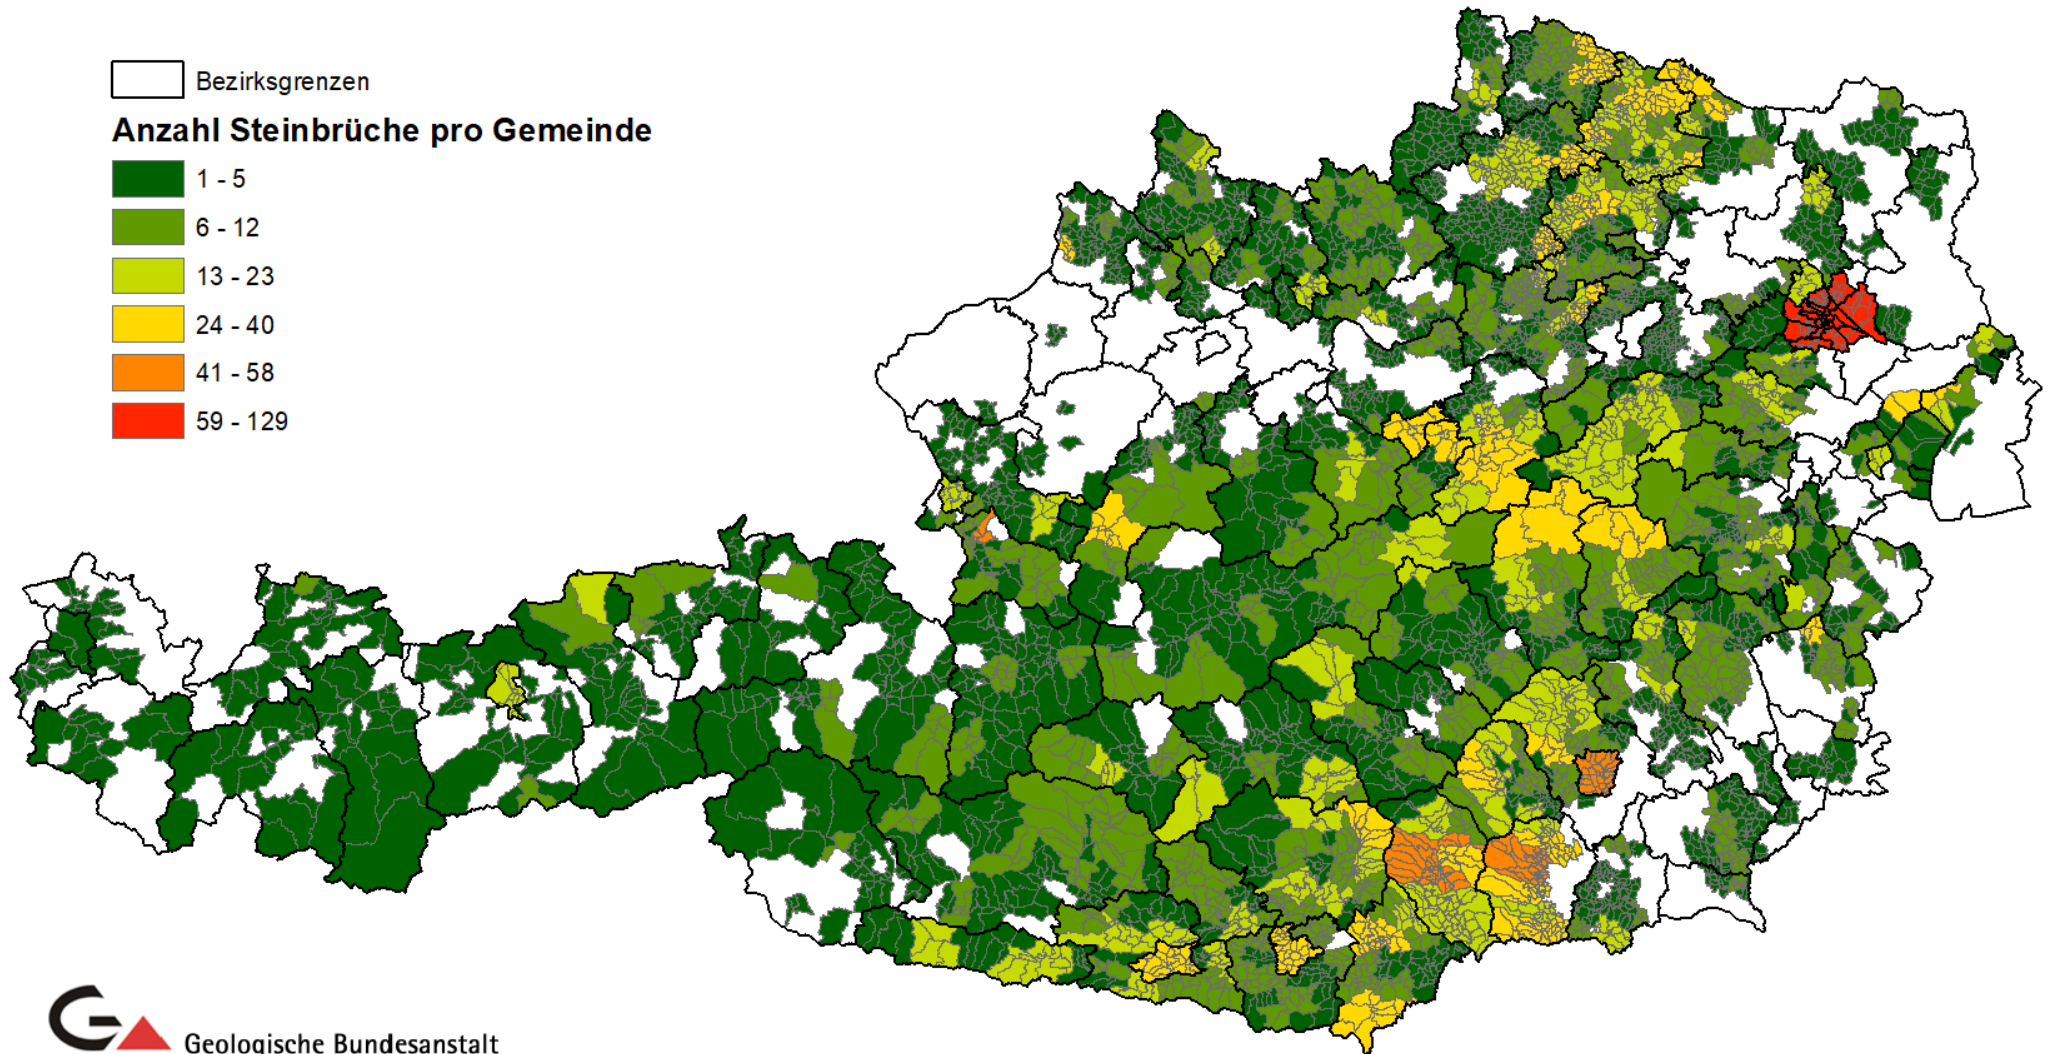 Bezirksgrenzen
Anzahl Steinbrüche pro Gemeinde
1 - 5
6 - 12
13 - 23
24 - 40
41 - 58
59 - 129
Geologische Bundesanstalt